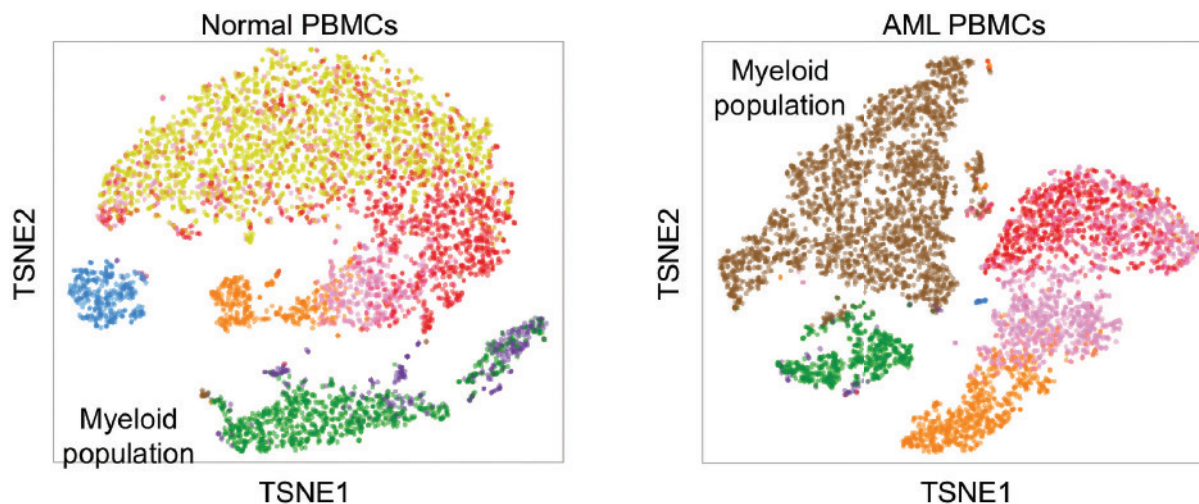 Normal PBMCs
TSNE2
Myeloid
population
TSNE1
AML PBMCs
Myeloid
population
TSNE2
TSNE1